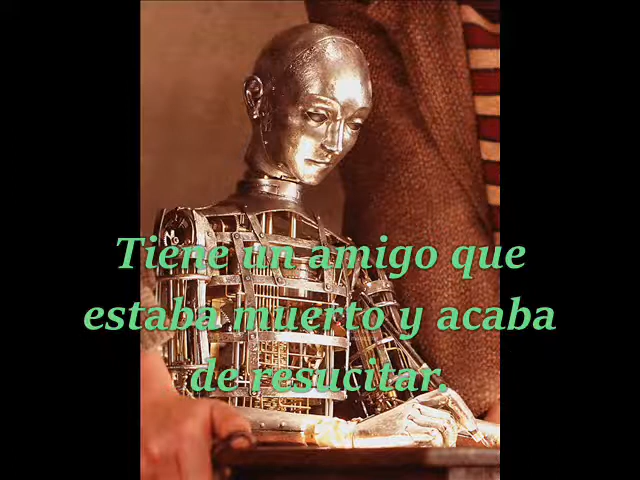 Tiene un amigo que
estaba muerto y acaba
de resucitar.